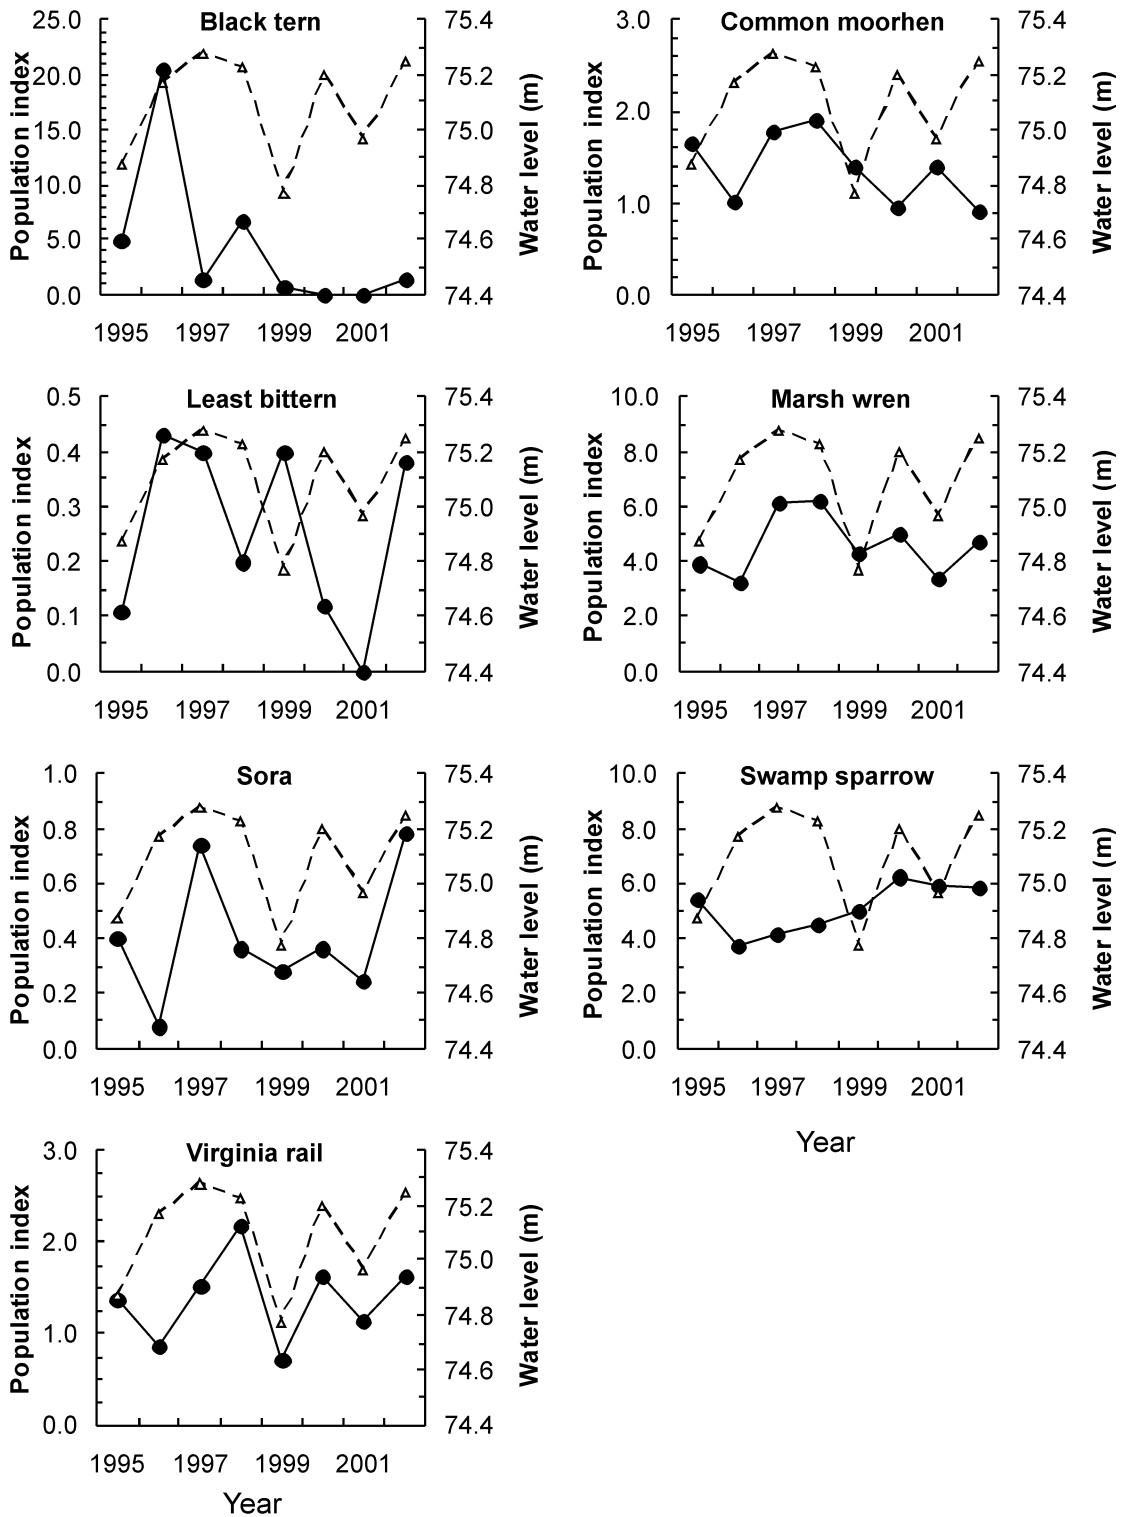 Black tern
Population index
25.0
20.0
15.0
10.0
5.0
0.0
75.4
75.2
75.0
74.8
74.6
74.4
Water level (m)
1995 1997 1999 2001
Common moorhen
Population index
3.0
2.0
1.0
0.0
75.4
75.2
75.0
74.8
74.6
74.4
Water level (m)
1995 1997 1999 2001
Least bittern
Population index
0.5
0.4
0.3
0.2
0.1
0.0
75.4
75.2
75.0
74.8
74.6
74.4
Water level (m)
1995 1997 1999 2001
Marsh wren
Population index
10.0
8.0
6.0
4.0
2.0
0.0
75.4
75.2
75.0
74.8
74.6
74.4
Water level (m)
1995 1997 1999 2001
Sora
Population index
1.0
0.8
0.6
0.4
0.2
0.0
75.4
75.2
75.0
74.8
74.6
74.4
Water level (m)
1995 1997 1999 2001
Swamp sparrow
Population index
10.0
8.0
6.0
4.0
2.0
0.0
75.4
75.2
75.0
74.8
74.6
74.4
Water level (m)
1995 1997 1999 2001
Year
Virginia rail
Population index
3.0
2.0
1.0
0.0
75.4
75.2
75.0
74.8
74.6
74.4
Water level (m)
1995 1997 1999 2001
Year